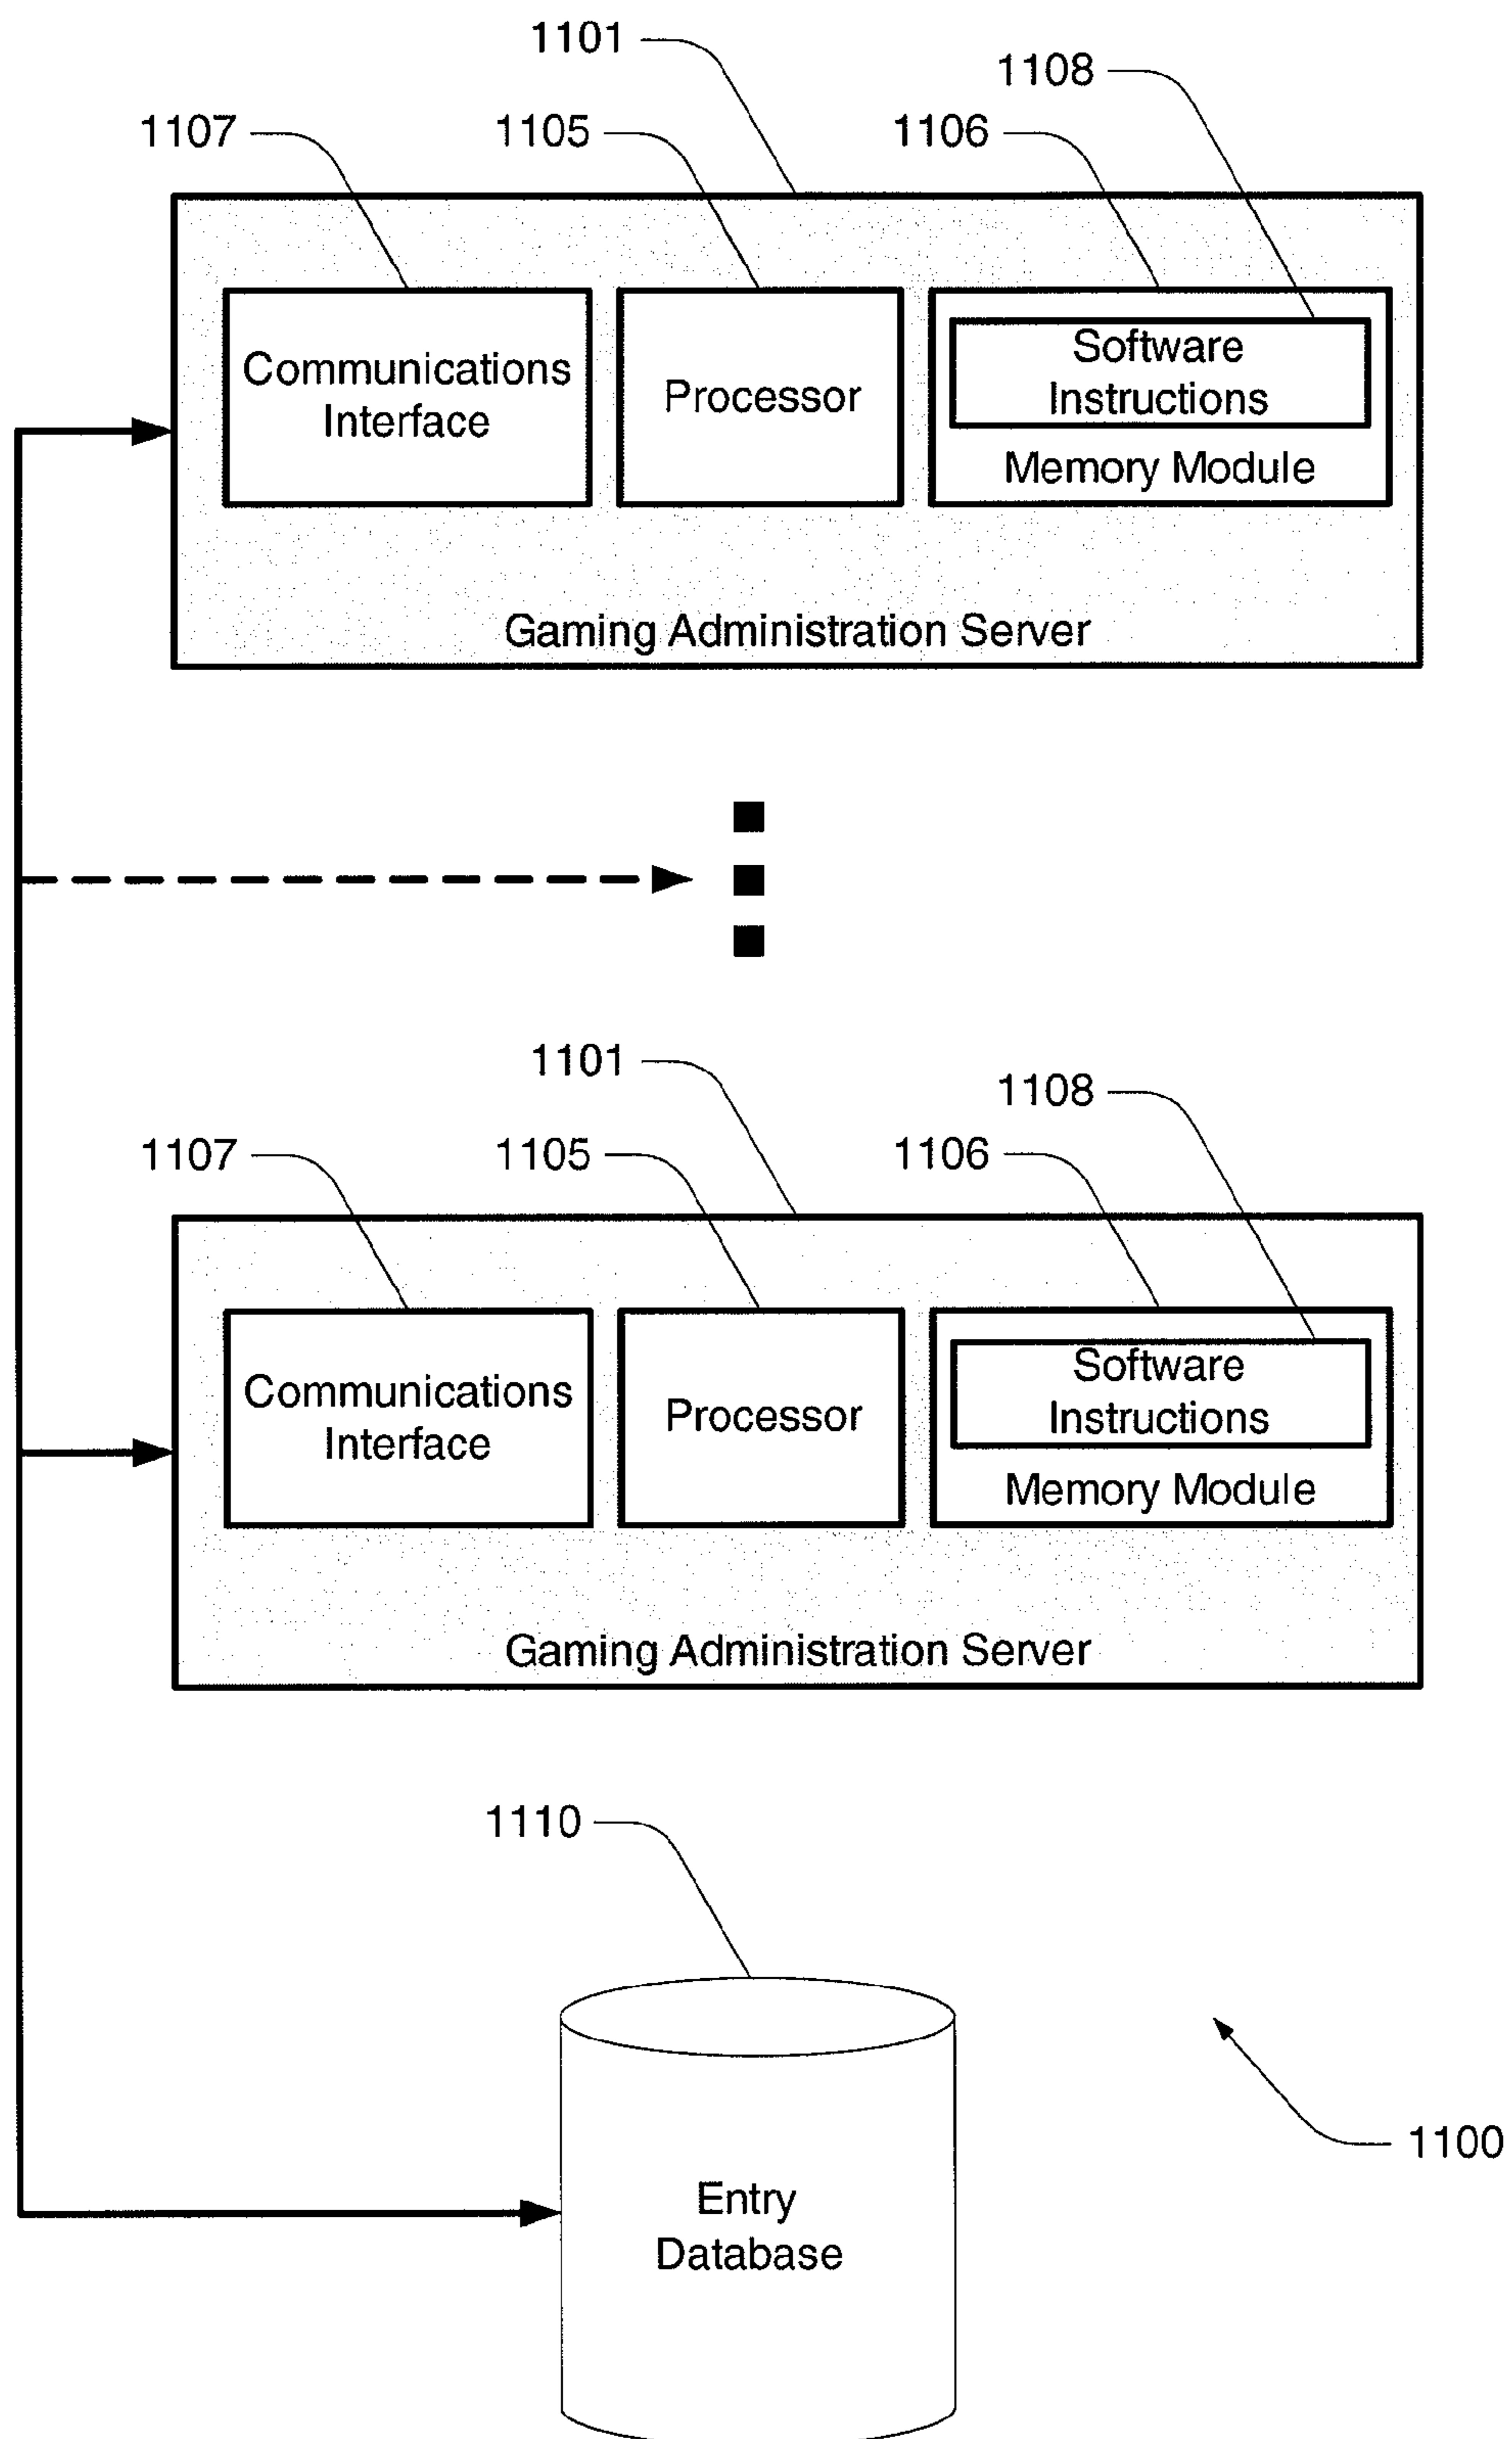 1101
1108
1107
1105
1106
Communications
Interface
Processor
Software
Instructions
Memory Module
Gaming Administration Server
1101
1108
1107
1105
1106
Communications
Interface
Processor
Software
Instructions
Memory Module
Gaming Administration Server
1110
1100
Entry
Database